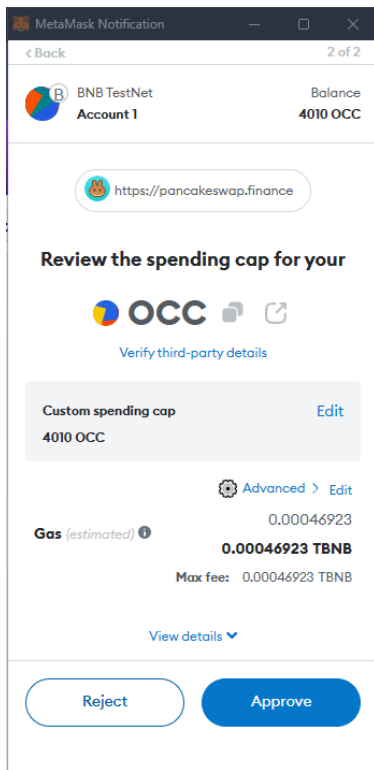 MetaMask Notification
< Back
2 of 2
B
BNB TestNet
Account 1
Balance
4010 OCC
https://pancakeswap.finance
Review the spending cap for your
OCC
Verify third-party details
Custom spending cap
Edit
4010 OCC
Advanced > Edit
0.00046923
Gas (estimated) i
0.00046923 TBNB
Max fee: 0.00046923 TBNB
View details
Reject
Approve